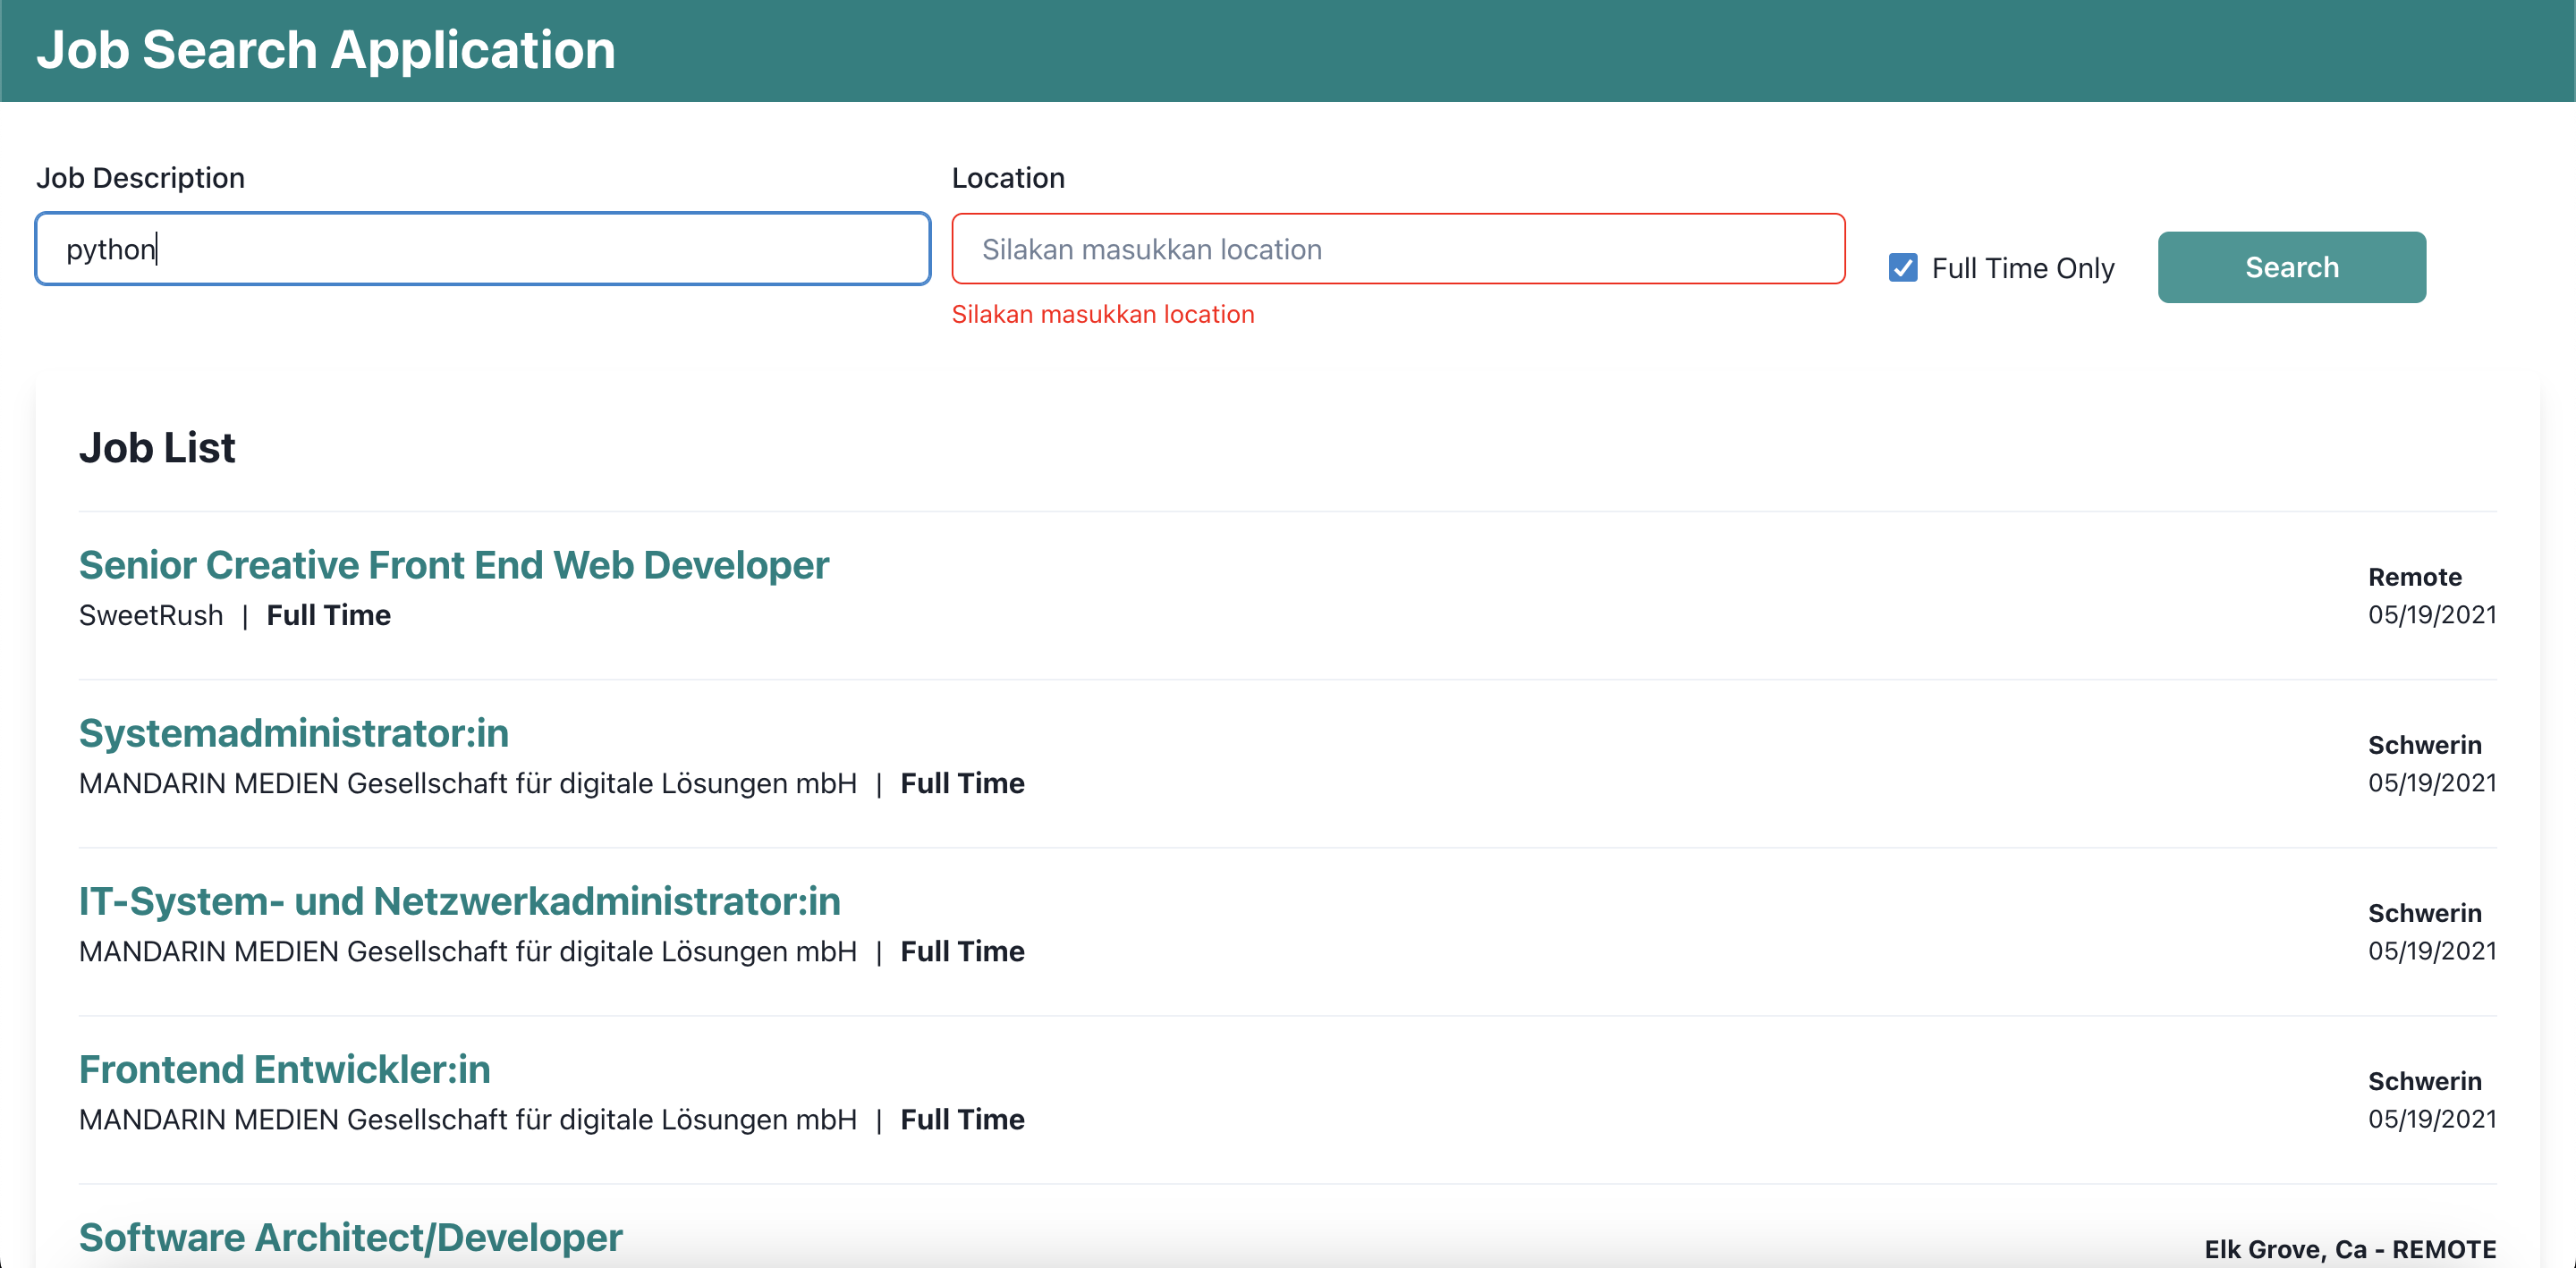 Job Search Application
Job Description
Location
python
Silakan masukkan location
Full Time Only
Search
Silakan masukkan location
Job List
Senior Creative Front End Web Developer
Remote
SweetRush | Full Time
05/19/2021
Systemadministrator:in
Schwerin
MANDARIN MEDIEN Gesellschaft für digitale Lösungen mbH | Full Time
05/19/2021
IT-System- und Netzwerkadministrator:in
Schwerin
MANDARIN MEDIEN Gesellschaft für digitale Lösungen mbH | Full Time
05/19/2021
Frontend Entwickler:in
Schwerin
MANDARIN MEDIEN Gesellschaft für digitale Lösungen mbH | Full Time
05/19/2021
Software Architect/Developer
Elk Grove, Ca - REMOTE